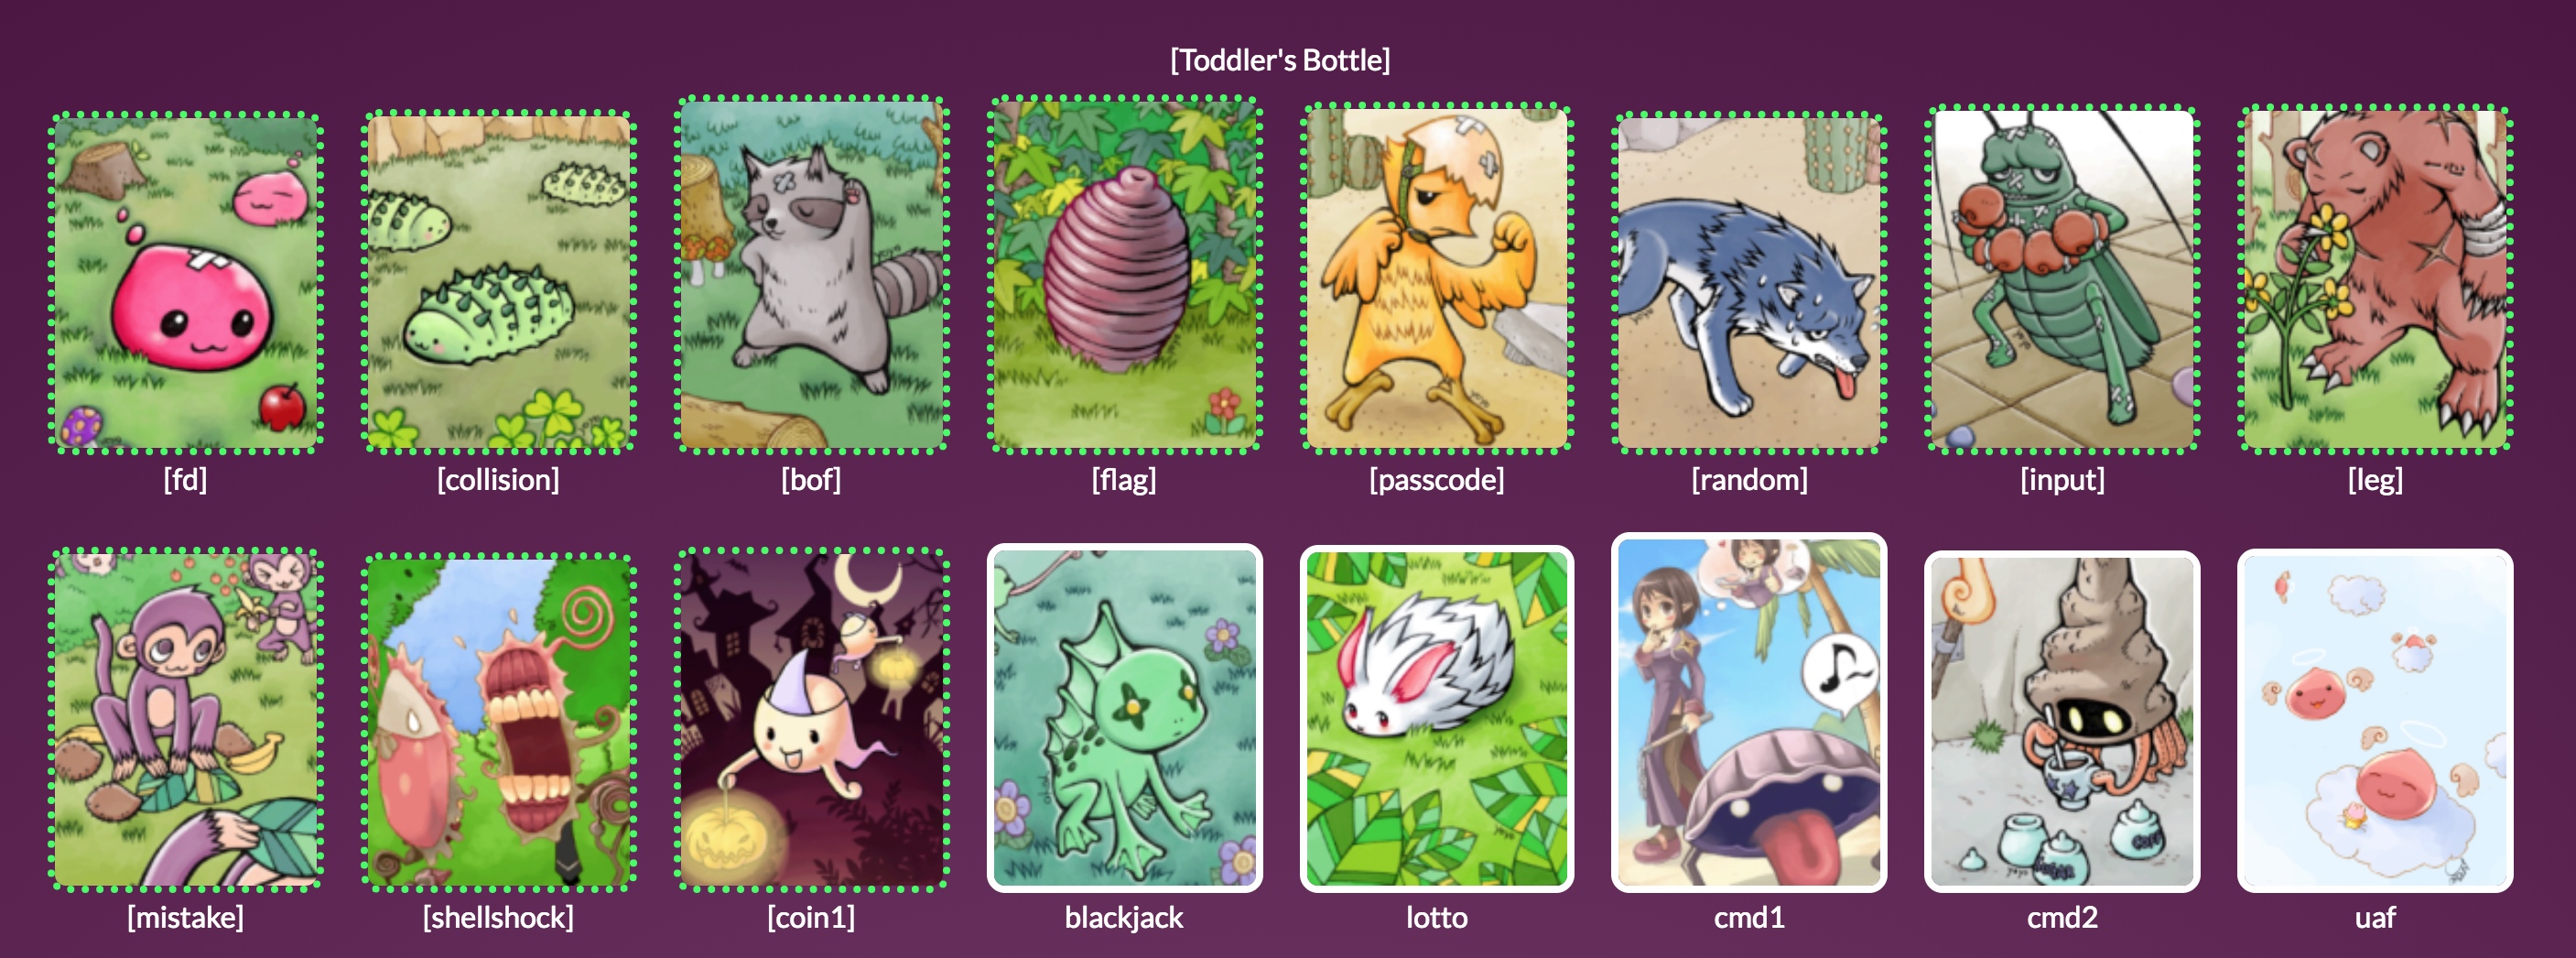 [Toddler's Bottle]
[fd] [collision] [bof] [flag] [passcode] [random] [input] [leg]
[mistake] [shellshock] [coin1] blackjack lotto cmd1 cmd2 uaf